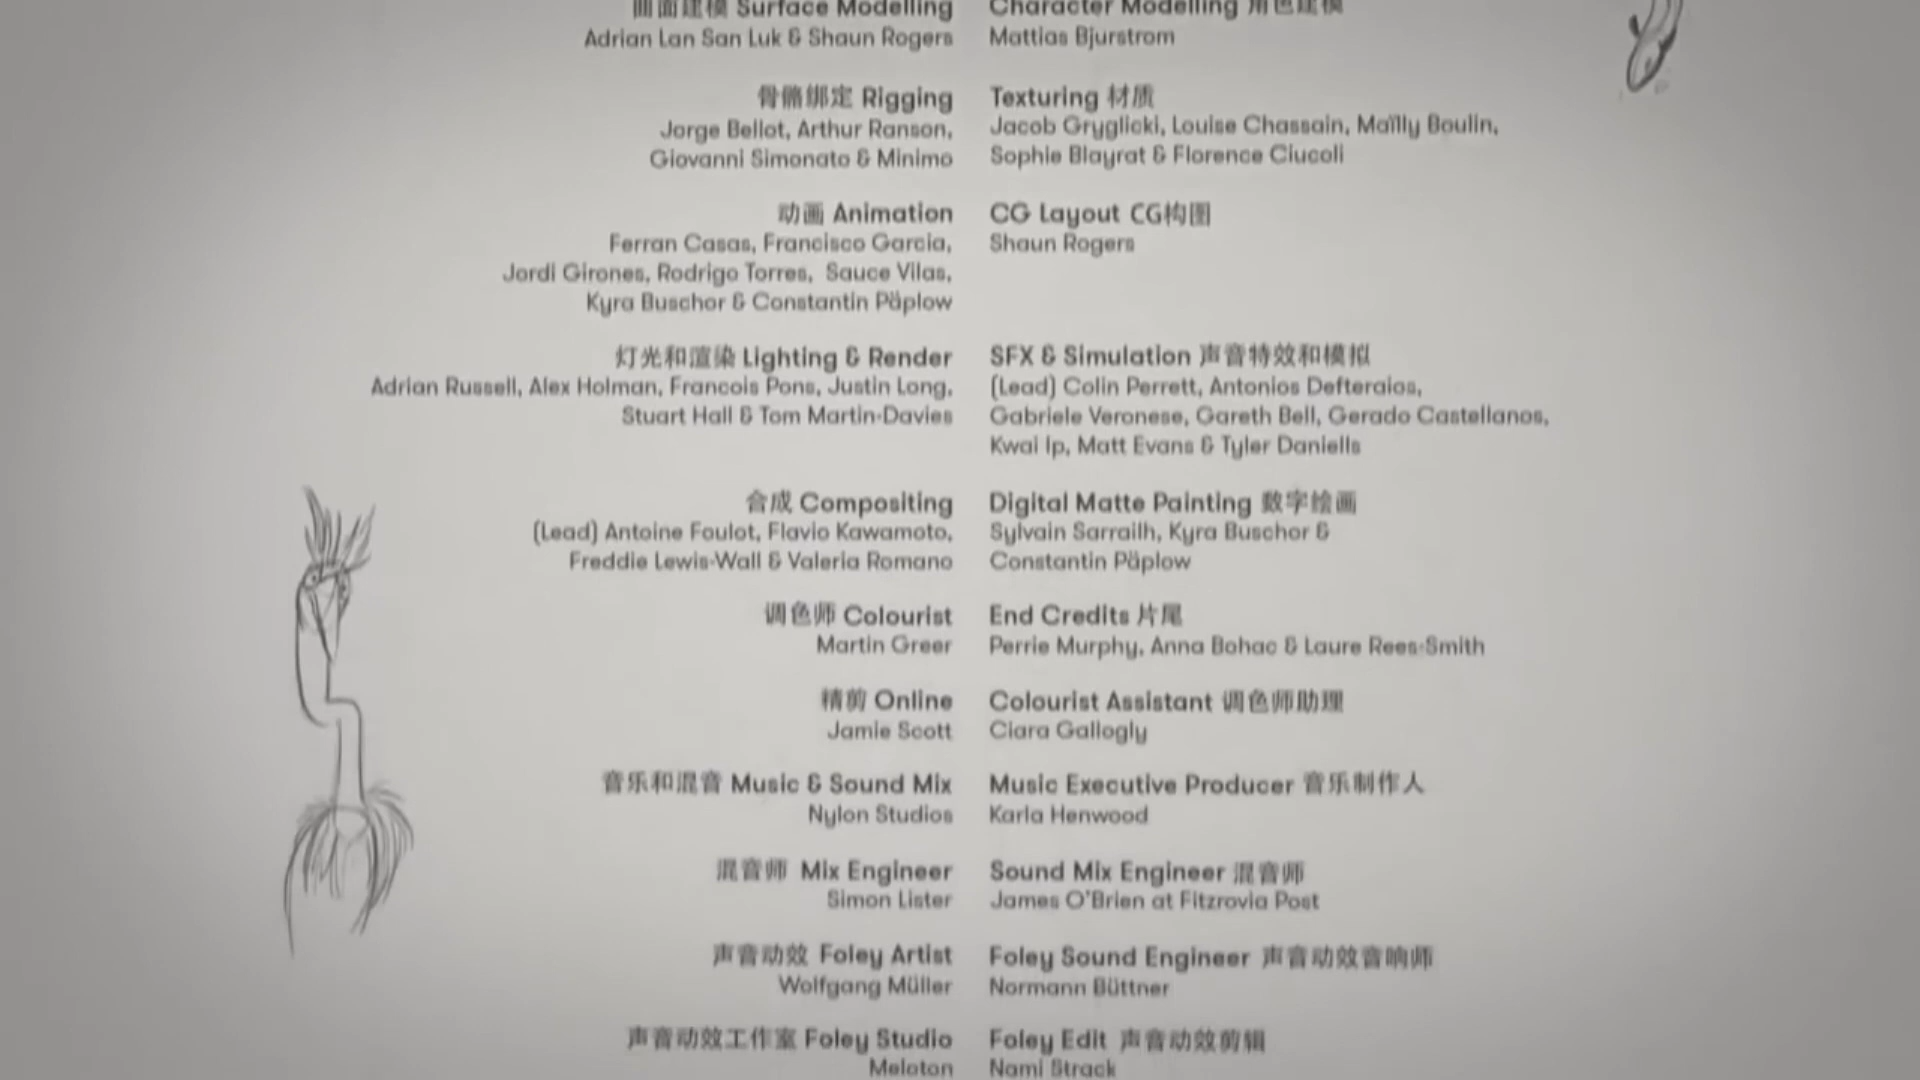 曲面建模 Surface Modelling
Adrian Lan San Luk & Shaun Rogers
Character Modelling 角色建模
Mattias Bjurstrom
骨骼绑定 Rigging
Jorge Bellot, Arthur Ranson,
Giovanni Simonato & Minimo
Texturing 材质
Jacob Gryglicki, Louise Chassain, Maïlly Boulin,
Sophie Blayrat & Florence Ciucoli
动画 Animation
Ferran Casas, Francisco Garcia,
Jordi Girones, Rodrigo Torres, Sauce Vilas,
Kyra Buschor & Constantin Päplow
CG Layout CG构图
Shaun Rogers
灯光和渲染 Lighting & Render
Adrian Russell, Alex Holman, Francois Pons, Justin Long,
Stuart Hall & Tom Martin-Davies
SFX & Simulation 声音特效和模拟
(Lead) Colin Perrett, Antonios Defteraios,
Gabriele Veronese, Gareth Bell, Gerado Castellanos,
Kwai Ip, Matt Evans & Tyler Daniells
合成 Compositing
(Lead) Antoine Foulot, Flavio Kawamoto,
Freddie Lewis-Wall & Valeria Romano
Digital Matte Painting 数字绘画
Sylvain Sarrailh, Kyra Buschor &
Constantin Päplow
调色师 Colourist
Martin Greer
End Credits 片尾
Perrie Murphy, Anna Bohac & Laure Rees-Smith
精剪 Online
Jamie Scott
Colourist Assistant 调色师助理
Ciara Gallogly
音乐和混音 Music & Sound Mix
Nylon Studios
Music Executive Producer 音乐制作人
Karla Henwood
混音师 Mix Engineer
Simon Lister
Sound Mix Engineer 混音师
James O'Brien at Fitzrovia Post
声音动效 Foley Artist
Wolfgang Müller
Foley Sound Engineer 声音动效音响师
Normann Büttner
声音动效工作室 Foley Studio
Meloton
Foley Edit 声音动效剪辑
Nami Strack